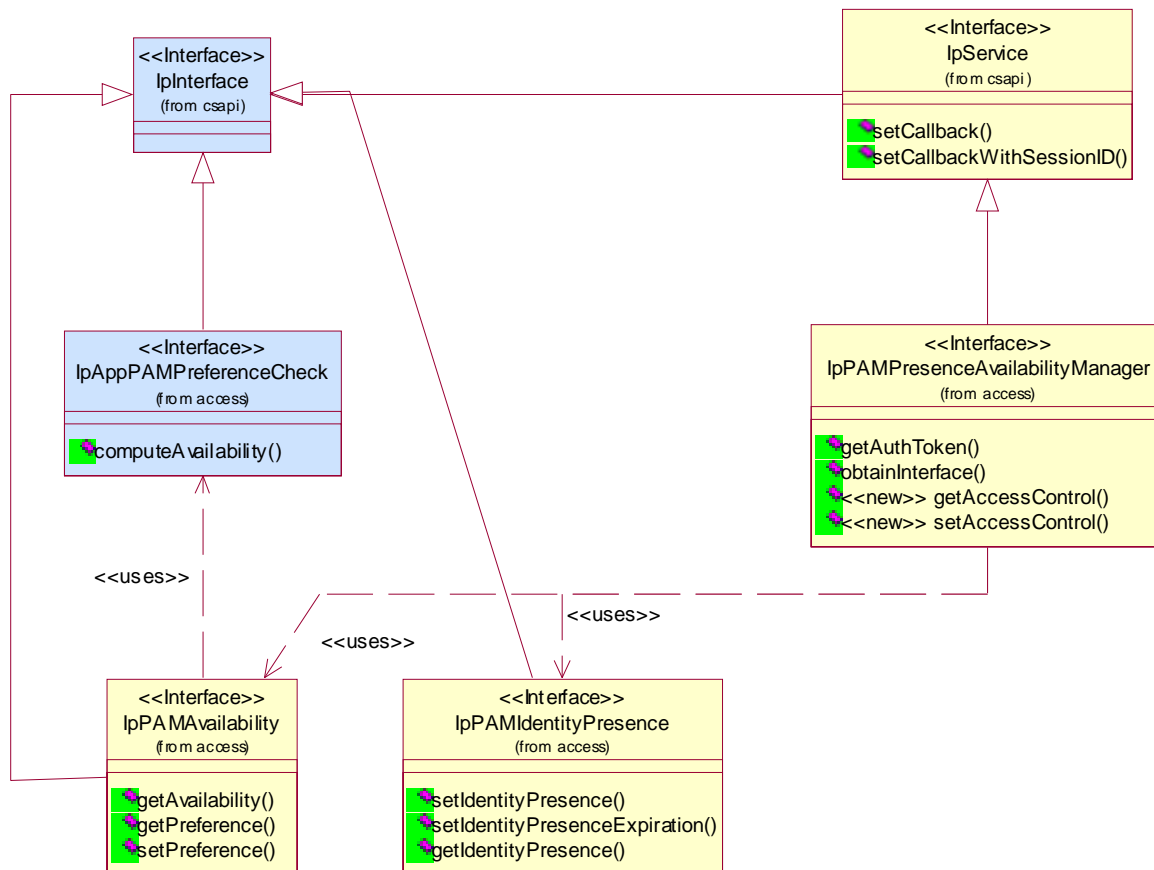 <<Interface>>
IpInterface
(from csapi)
<<Interface>>
IpService
(from csapi)
setCallback()
setCallbackWithSessionID()
<<Interface>>
IpAppPAMPreferenceCheck
(from access)
computeAvailability()
<<Interface>>
IpPAMPresenceAvailabilityManager
(from access)
getAuthToken()
obtainInterface()
<<new>> getAccessControl()
<<new>> setAccessControl()
<<uses>>
<<uses>>
<<uses>>
<<Interface>>
IpPAMAvailability
(from access)
getAvailability()
getPreference()
setPreference()
<<Interface>>
IpPAMIdentityPresence
(from access)
setIdentityPresence()
setIdentityPresenceExpiration()
getIdentityPresence()